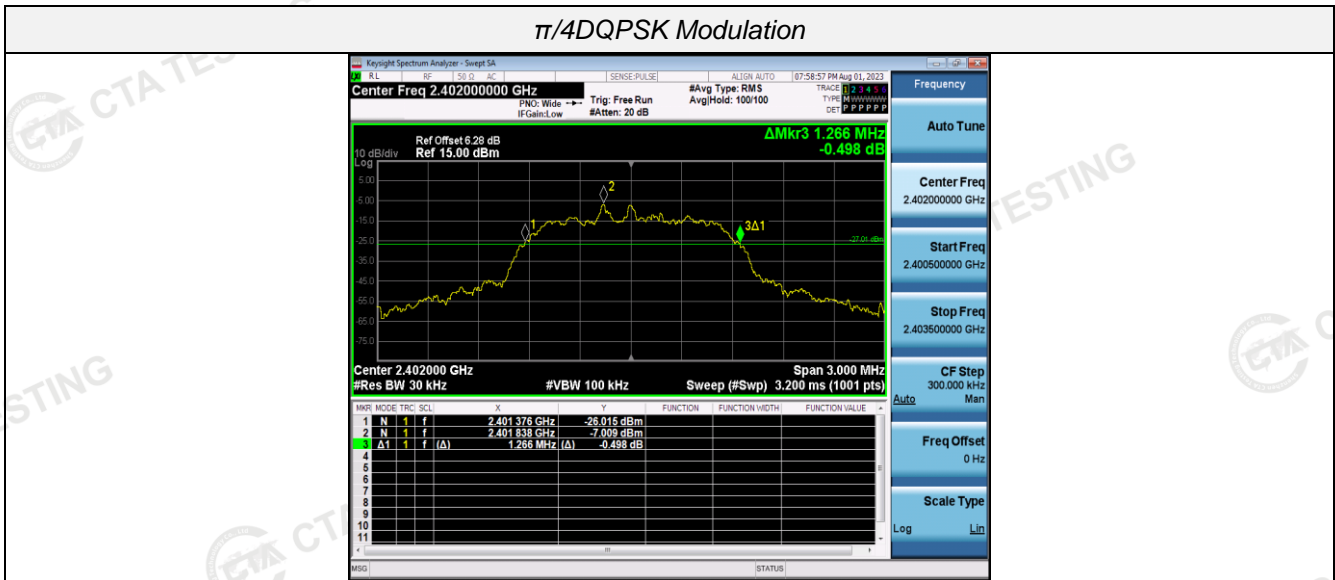 π/4DQPSK Modulation
Keysight Spectrum Analyzer - Swept SA
RL RF 50 Ω AC SENSE:PULSE ALIGN AUTO 07:58:57 PM Aug 01, 2023
Center Freq 2.402000000 GHz
PNO: Wide
IFGain:Low
Trig: Free Run
#Atten: 20 dB
#Avg Type: RMS
Avg|Hold: 100/100
TRACE 1 2 3 4 5 6
TYPE M W W W W W
DET P P P P P P
Frequency
ΔMkr3 1.266 MHz
-0.498 dB
Ref Offset 6.28 dB
10 dB/div Ref 15.00 dBm
Log
5.00
-5.00
-15.0
-25.0
-35.0
-45.0
-55.0
-65.0
-75.0
1
2
3Δ1
-27.01 dBm
Center 2.402000 GHz Span 3.000 MHz
#Res BW 30 kHz #VBW 100 kHz Sweep (#Swp) 3.200 ms (1001 pts)
MKR MODE TRC SCL X Y FUNCTION FUNCTION WIDTH FUNCTION VALUE
1 N 1 f 2.401 376 GHz -26.015 dBm
2 N 1 f 2.401 838 GHz -7.009 dBm
3 Δ1 1 f (Δ) 1.266 MHz (Δ) -0.498 dB
4
5
6
7
8
9
10
11
MSG STATUS
Auto Tune
Center Freq
2.402000000 GHz
Start Freq
2.400500000 GHz
Stop Freq
2.403500000 GHz
CF Step
300.000 kHz
Auto Man
Freq Offset
0 Hz
Scale Type
Log Lin
CTA TES
TESTING
ESTING
CTA
CTA
C
CTA
CT